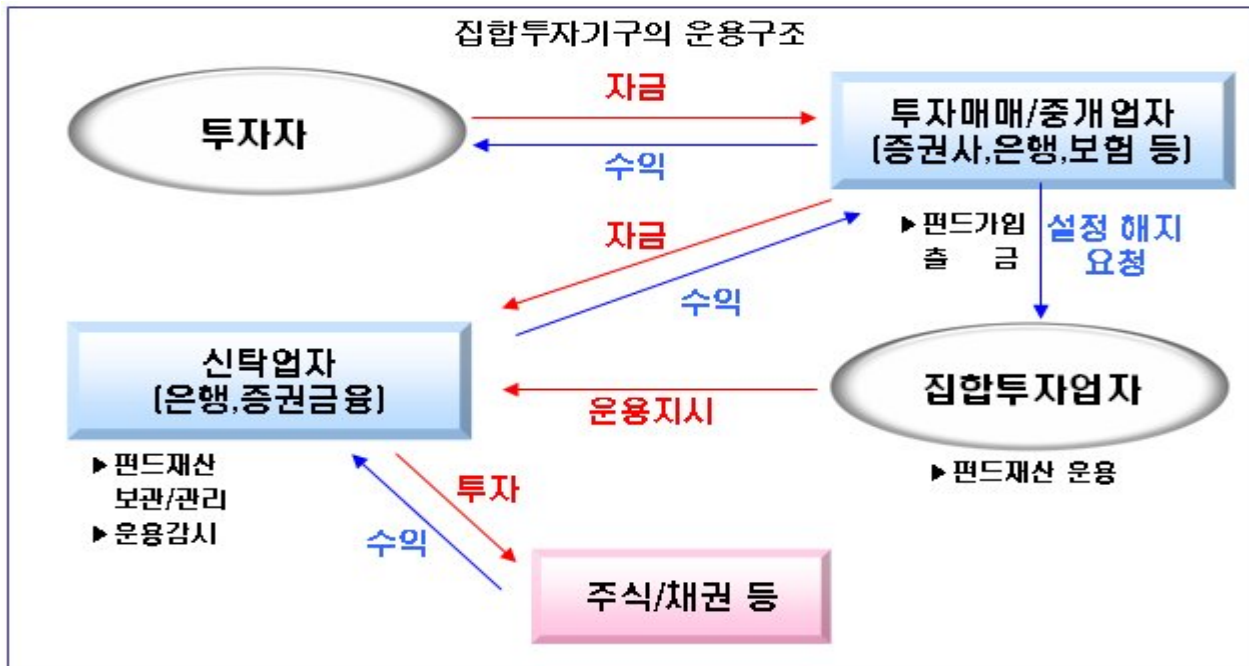 집합투자기구의 운용구조
투자자
자금
수익
투자매매/중개업자
(증권사,은행,보험 등)
▶펀드가입
출 금
설정 해지
요청
자금
수익
신탁업자
(은행,증권금융)
▶펀드재산
보관/관리
▶운용감시
운용지시
집합투자업자
▶펀드재산 운용
투자
수익
주식/채권 등